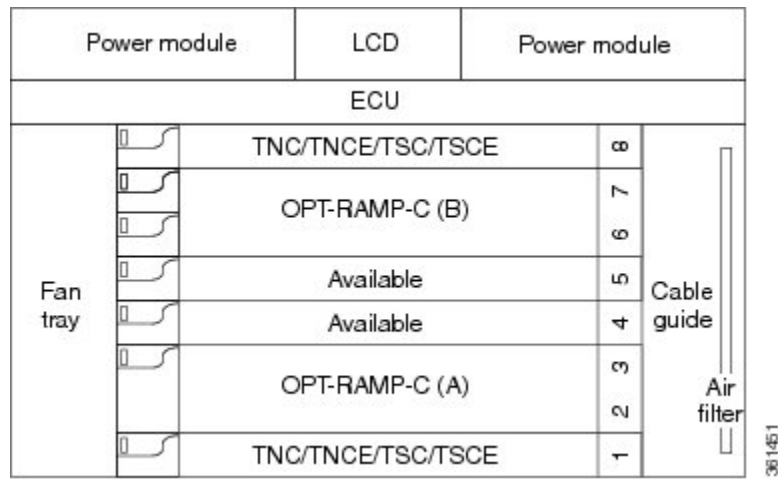 Power module
LCD
Power module
ECU
TNC/TNCE/TSC/TSCE
8
OPT-RAMP-C (B)
7
6
Available
5
Available
4
OPT-RAMP-C (A)
3
2
TNC/TNCE/TSC/TSCE
1
Fan
tray
Cable
guide
Air
filter
361451